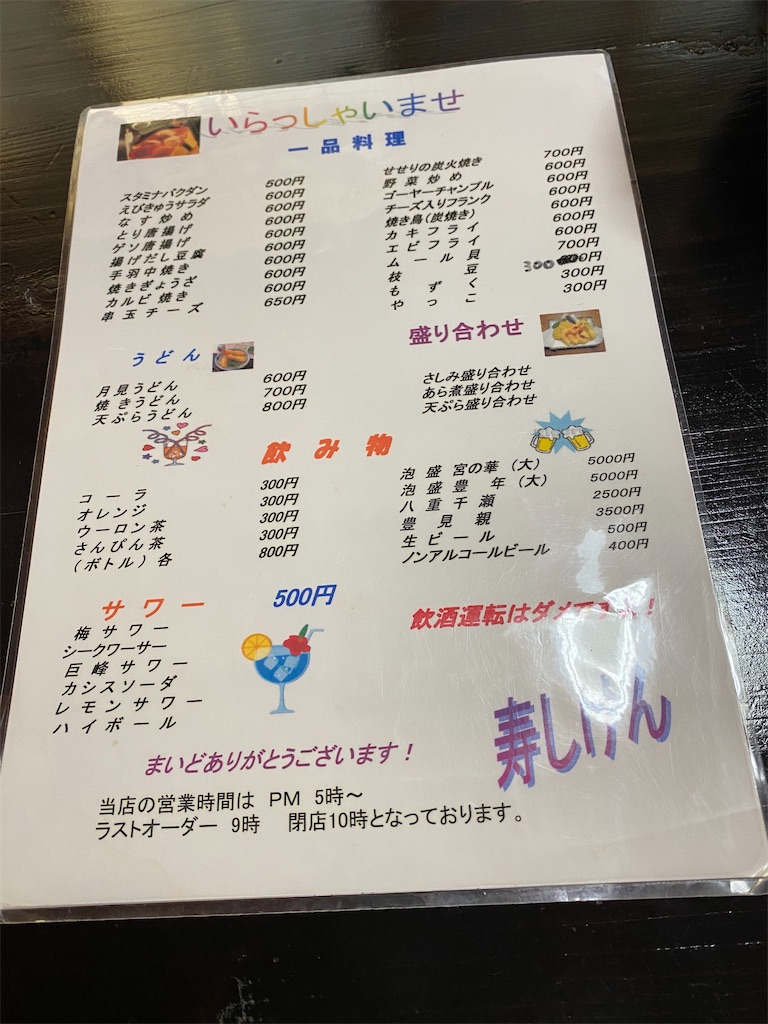 いらっしゃいませ
一品料理
スタミナバクダン 500円
えびきゅうサラダ 600円
なす炒め 600円
とり唐揚げ 600円
ゲソ唐揚げ 600円
揚げだし豆腐 600円
手羽中焼き 600円
焼きぎょうざ 600円
カルビ焼き 600円
串玉チーズ 650円
せせりの炭火焼き 700円
野菜炒め 600円
ゴーヤーチャンプル 600円
チーズ入りフランク 600円
焼き鳥(炭焼き) 600円
カキフライ 600円
エビフライ 600円
ムール貝 700円
枝豆 300円
もずく 300円
やっこ 300円
うどん
月見うどん 600円
焼きうどん 700円
天ぷらうどん 800円
盛り合わせ
さしみ盛り合わせ
あら煮盛り合わせ
天ぷら盛り合わせ
飲み物
コーラ 300円
オレンジ 300円
ウーロン茶 300円
さんぴん茶 300円
(ボトル)各 800円
泡盛 宮の華 (大) 5000円
泡盛 豊年 (大) 5000円
八重千瀬 2500円
豊見親 3500円
生ビール 500円
ノンアルコールビール 400円
サワー 500円
梅サワー
シークワーサー
巨峰サワー
カシスソーダ
レモンサワー
ハイボール
飲酒運転はダメ
まいどありがとうございます！
寿しけん
当店の営業時間は PM 5時～
ラストオーダー 9時 閉店10時となっております。